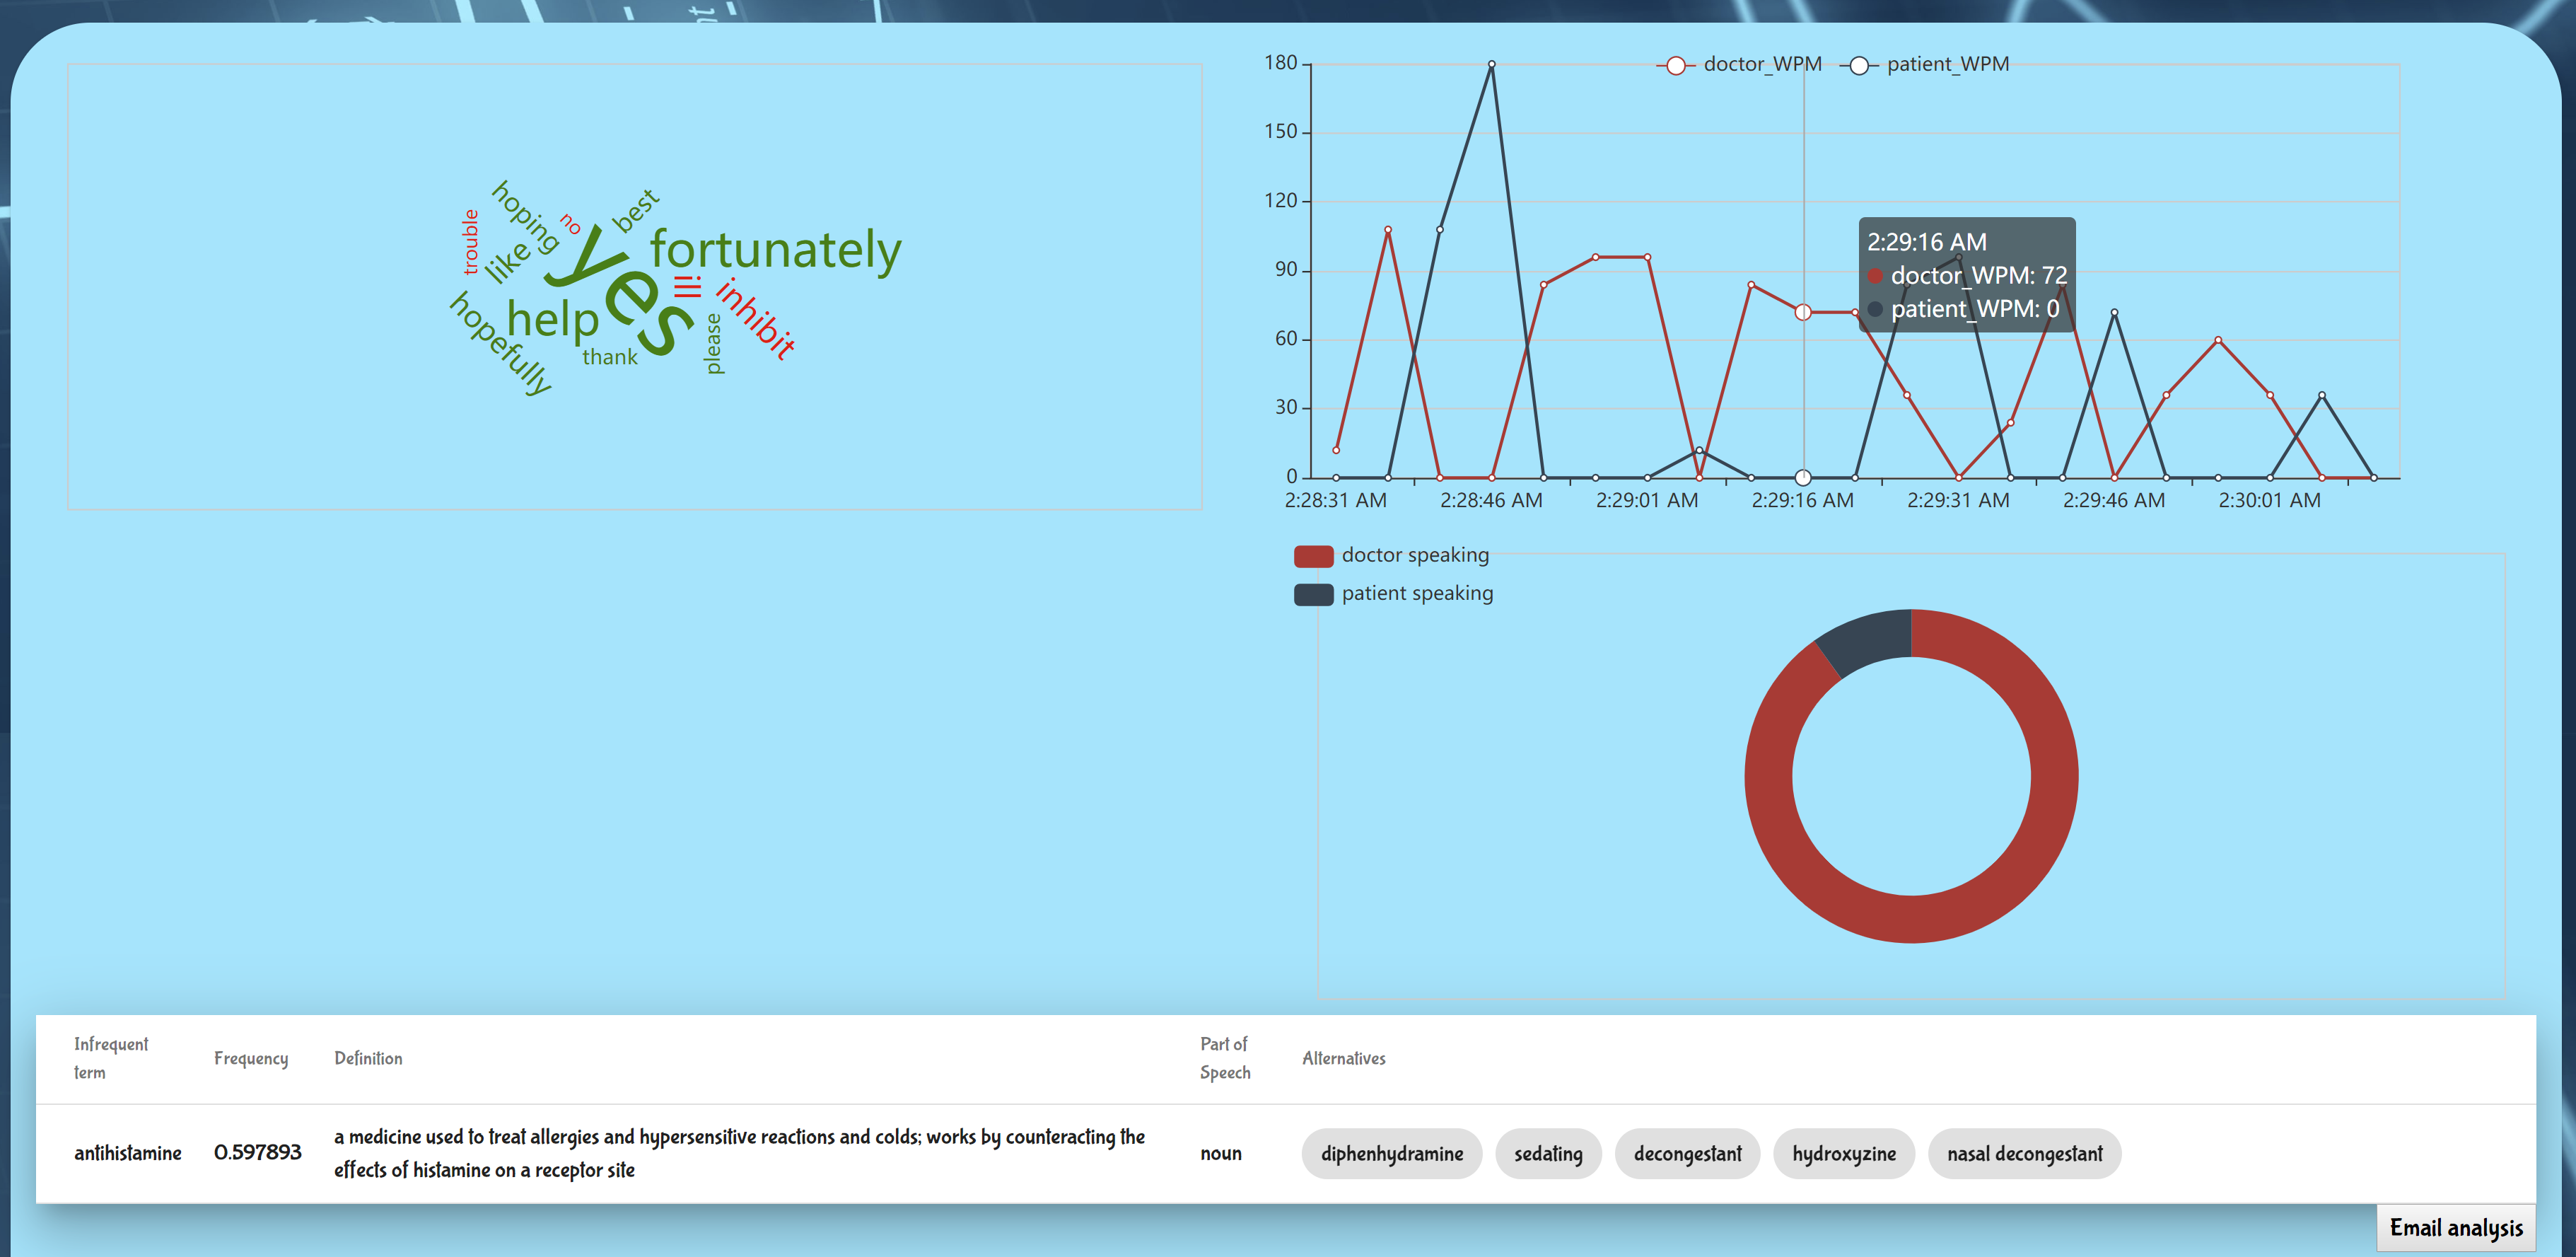 hoping
no
best
trouble
like
yes
fortunately
ill
inhibit
hopefully
help
thank
please
doctor_WPM
patient_WPM
180
150
120
90
60
30
0
2:29:16 AM
doctor_WPM: 72
patient_WPM: 0
2:28:31 AM
2:28:46 AM
2:29:01 AM
2:29:16 AM
2:29:31 AM
2:29:46 AM
2:30:01 AM
doctor speaking
patient speaking
Infrequent term
Frequency
Definition
Part of Speech
Alternatives
antihistamine
0.597893
a medicine used to treat allergies and hypersensitive reactions and colds; works by counteracting the
effects of histamine on a receptor site
noun
diphenhydramine
sedating
decongestant
hydroxyzine
nasal decongestant
Email analysis